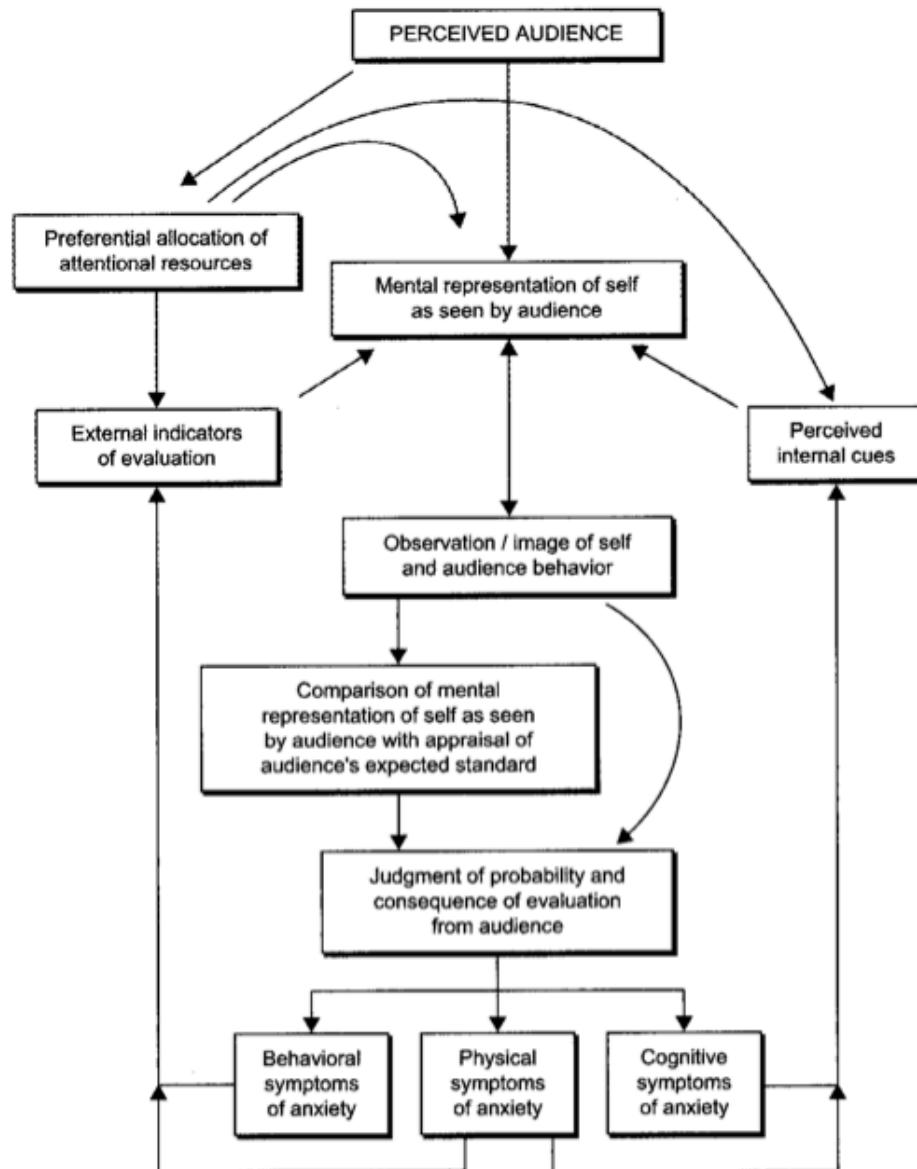 PERCEIVED AUDIENCE
Preferential allocation of
attentional resources
Mental representation of self
as seen by audience
External indicators
of evaluation
Perceived
internal cues
Observation / image of self
and audience behavior
Comparison of mental
representation of self as seen
by audience with appraisal of
audience's expected standard
Judgment of probability and
consequence of evaluation
from audience
Behavioral
symptoms
of anxiety
Physical
symptoms
of anxiety
Cognitive
symptoms
of anxiety